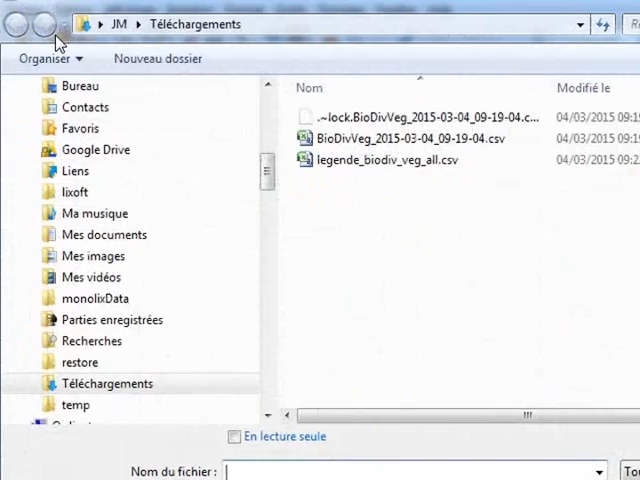 JM Téléchargements
Organiser Nouveau dossier
Bureau
Contacts
Favoris
Google Drive
Liens
lixoft
Ma musique
Mes documents
Mes images
Mes vidéos
monolixData
Parties enregistrées
Recherches
restore
Téléchargements
temp
Nom Modifié le
.~lock.BioDivVeg_2015-03-04_09-19-04.c... 04/03/2015 09:19
BioDivVeg_2015-03-04_09-19-04.csv 04/03/2015 09:19
legende_biodiv_veg_all.csv 04/03/2015 09:2
En lecture seule
Nom du fichier :
Tou